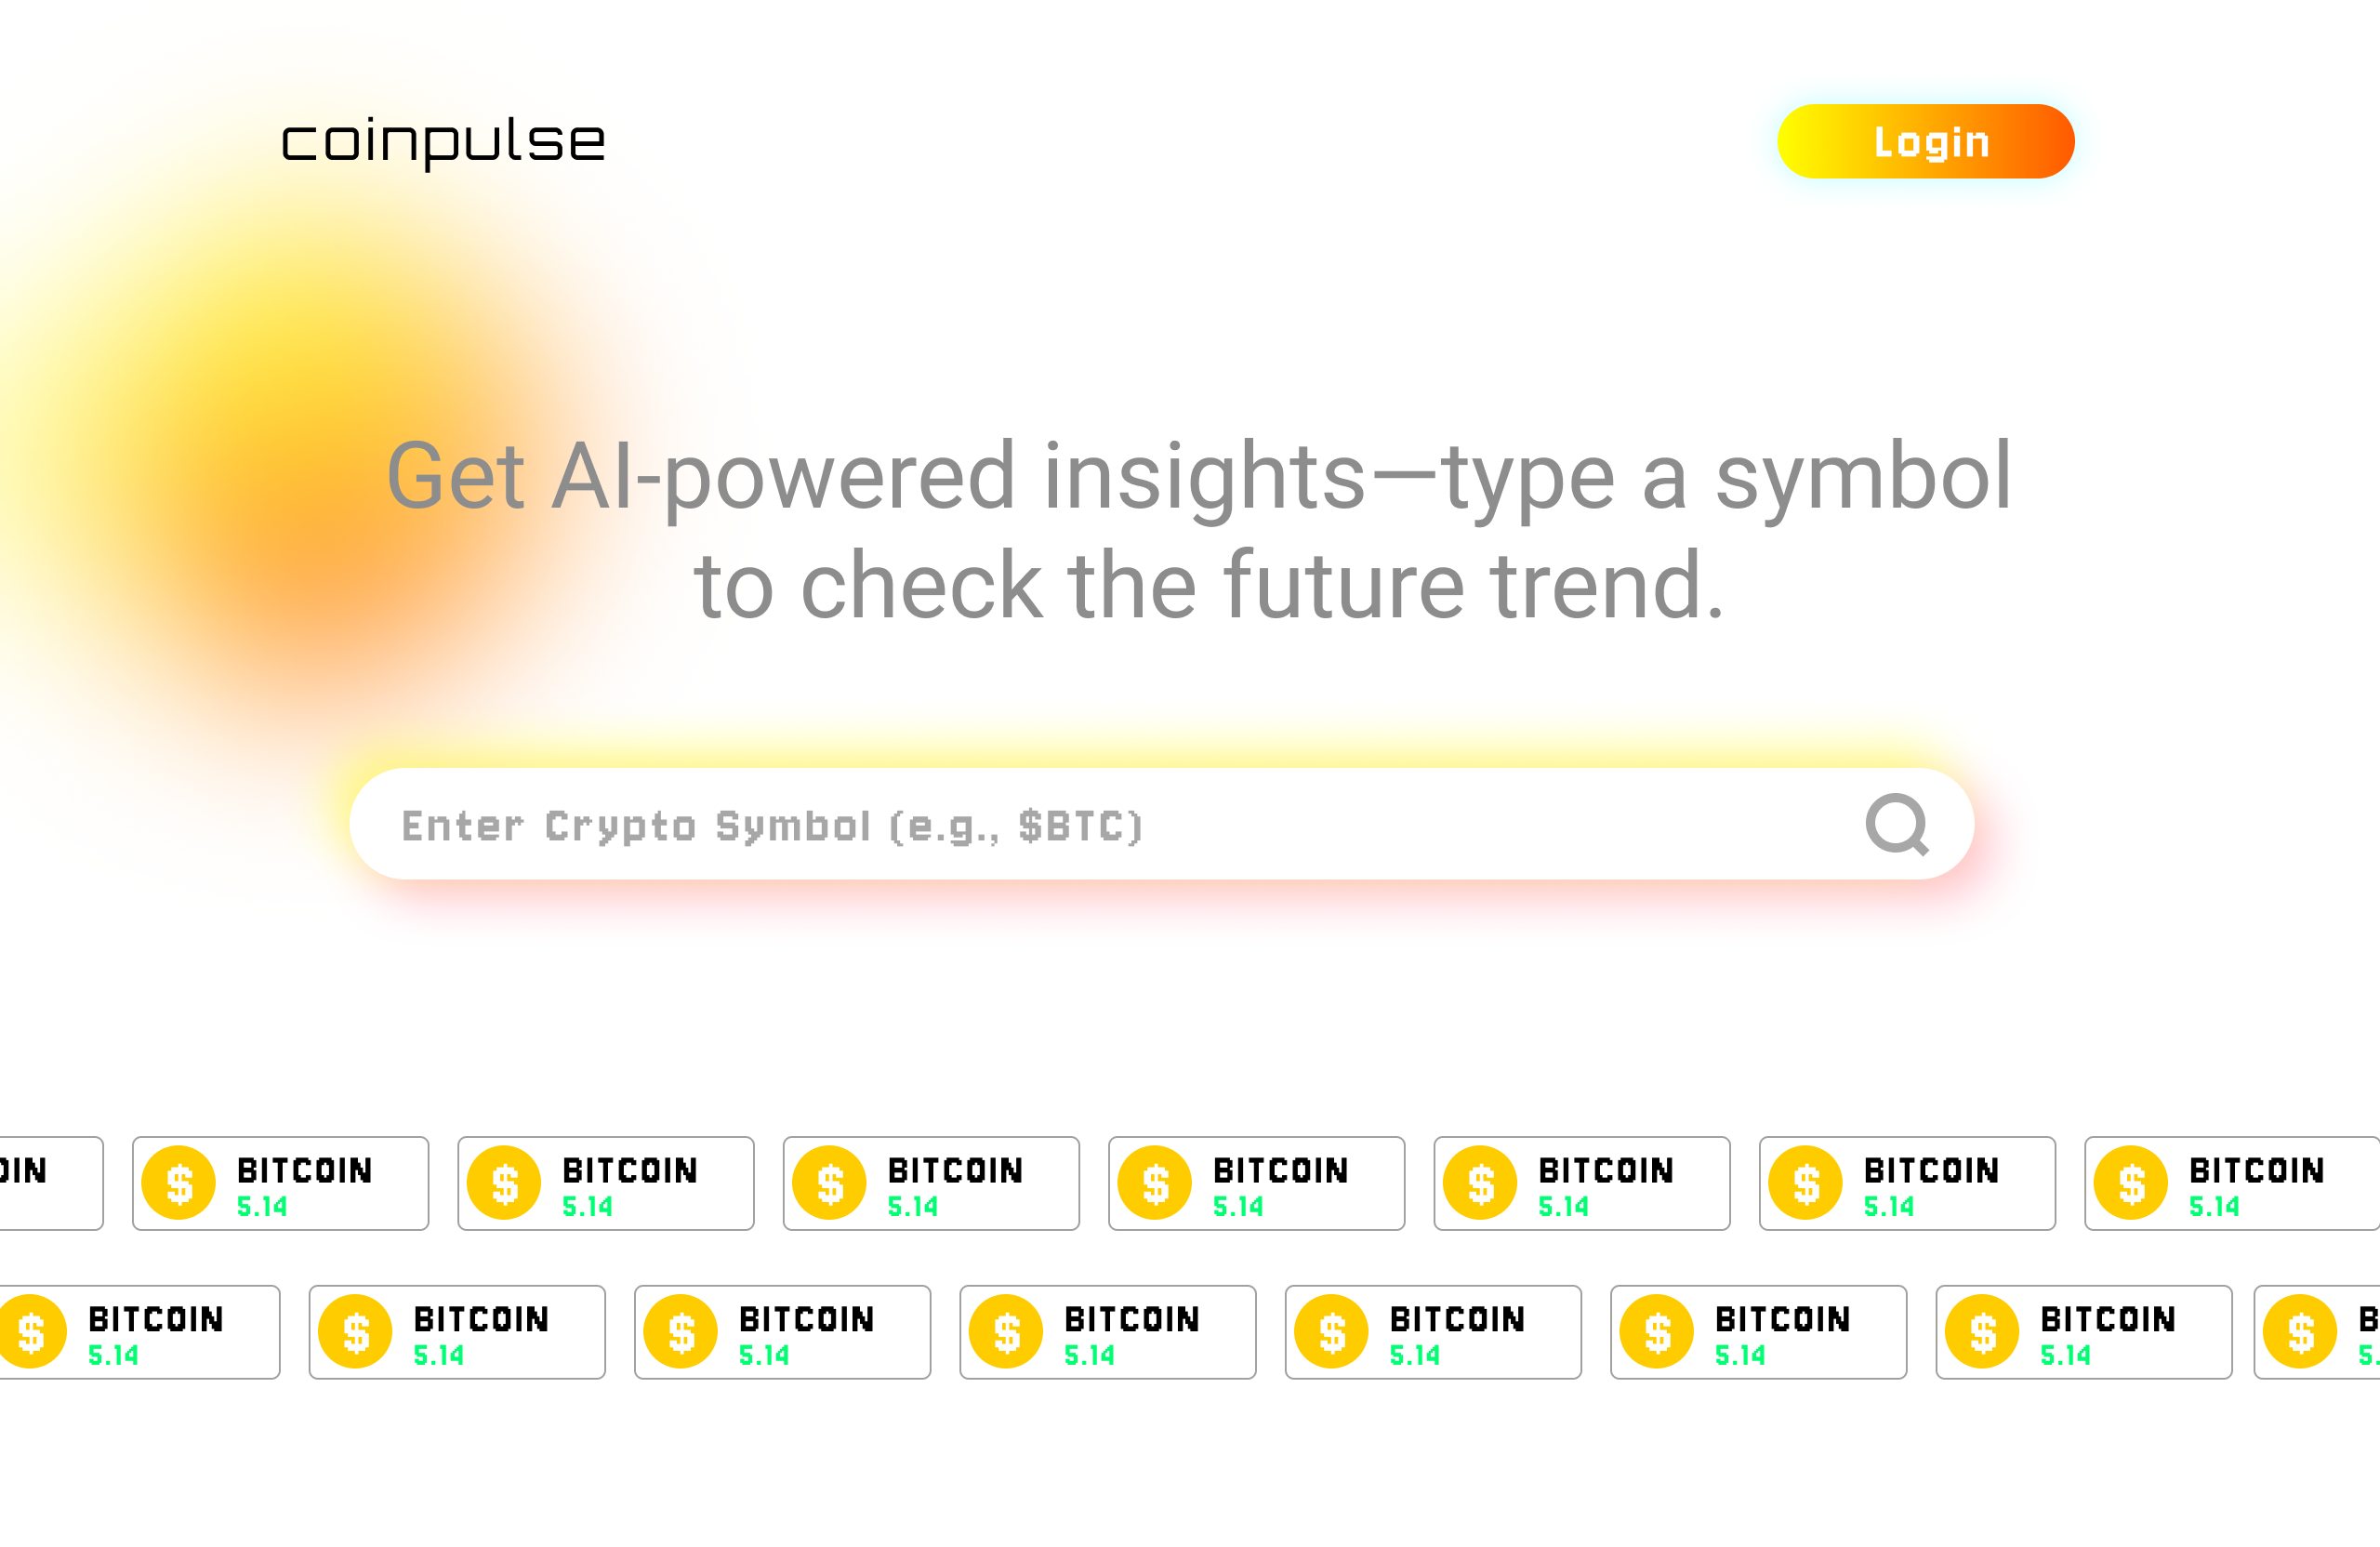 coinpulse
Login
Get AI-powered insights—type a symbol
to check the future trend.
Enter Crypto Symbol (e.g., $BTC)
OIN $ BITCOIN $ BITCOIN $ BITCOIN $ BITCOIN $ BITCOIN $ BITCOIN $ BITCOIN
5.14 5.14 5.14 5.14 5.14 5.14 5.14
$ BITCOIN $ BITCOIN $ BITCOIN $ BITCOIN $ BITCOIN $ BITCOIN $ BITCOIN $ B
5.14 5.14 5.14 5.14 5.14 5.14 5.14 5.